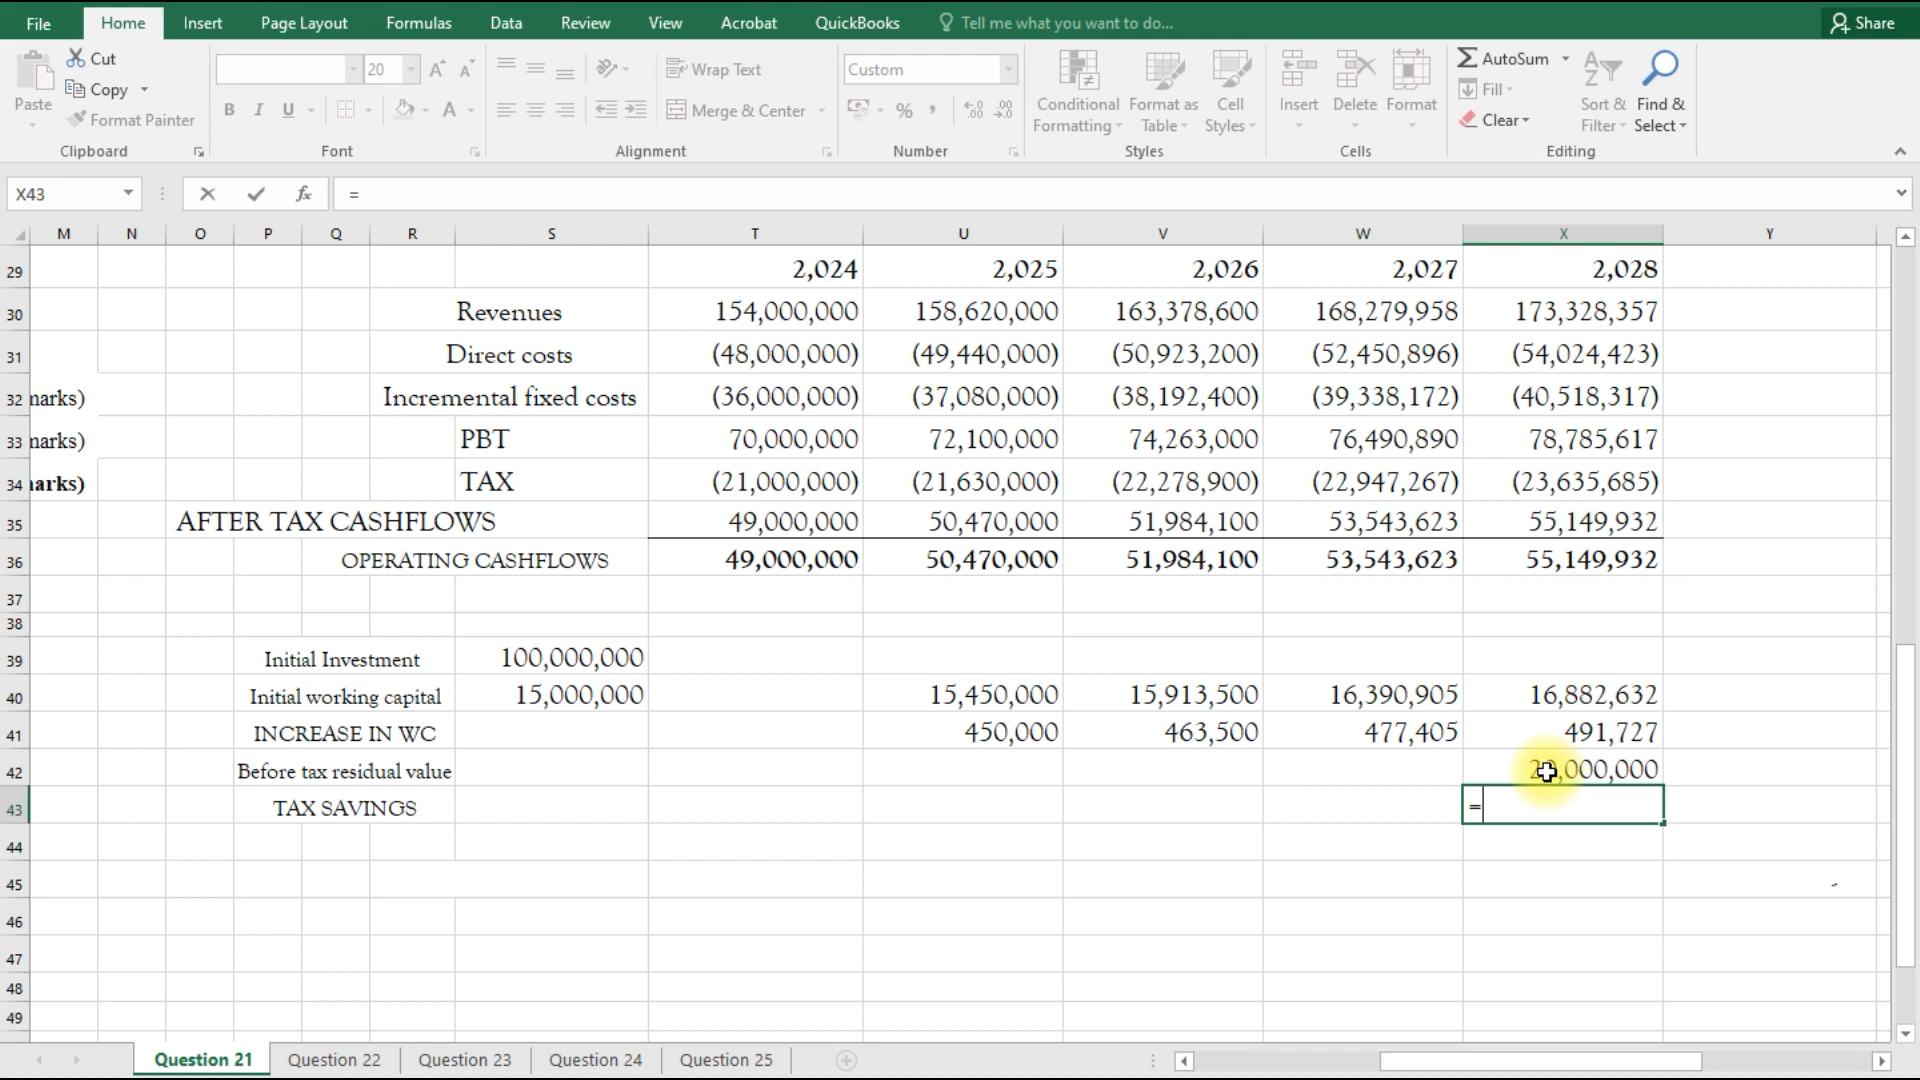 File Home Insert Page Layout Formulas Data Review View Acrobat QuickBooks Tell me what you want to do... Share
Paste Cut Copy Format Painter
20 B I U A A A
Wrap Text Merge & Center
Custom %
Conditional Formatting Format as Table Cell Styles
Insert Delete Format
AutoSum Fill Clear Sort & Filter Find & Select
Clipboard Font Alignment Number Styles Cells Editing
X43 fx =
M N O P Q R S T U V W X Y
29 2,024 2,025 2,026 2,027 2,028
30 Revenues 154,000,000 158,620,000 163,378,600 168,279,958 173,328,357
31 Direct costs (48,000,000) (49,440,000) (50,923,200) (52,450,896) (54,024,423)
32 narks) Incremental fixed costs (36,000,000) (37,080,000) (38,192,400) (39,338,172) (40,518,317)
33 narks) PBT 70,000,000 72,100,000 74,263,000 76,490,890 78,785,617
34 arks) TAX (21,000,000) (21,630,000) (22,278,900) (22,947,267) (23,635,685)
35 AFTER TAX CASHFLOWS 49,000,000 50,470,000 51,984,100 53,543,623 55,149,932
36 OPERATING CASHFLOWS 49,000,000 50,470,000 51,984,100 53,543,623 55,149,932
37
38
39 Initial Investment 100,000,000
40 Initial working capital 15,000,000 15,450,000 15,913,500 16,390,905 16,882,632
41 INCREASE IN WC 450,000 463,500 477,405 491,727
42 Before tax residual value
43 TAX SAVINGS =
44
45
46
47
48
49
Question 21 Question 22 Question 23 Question 24 Question 25